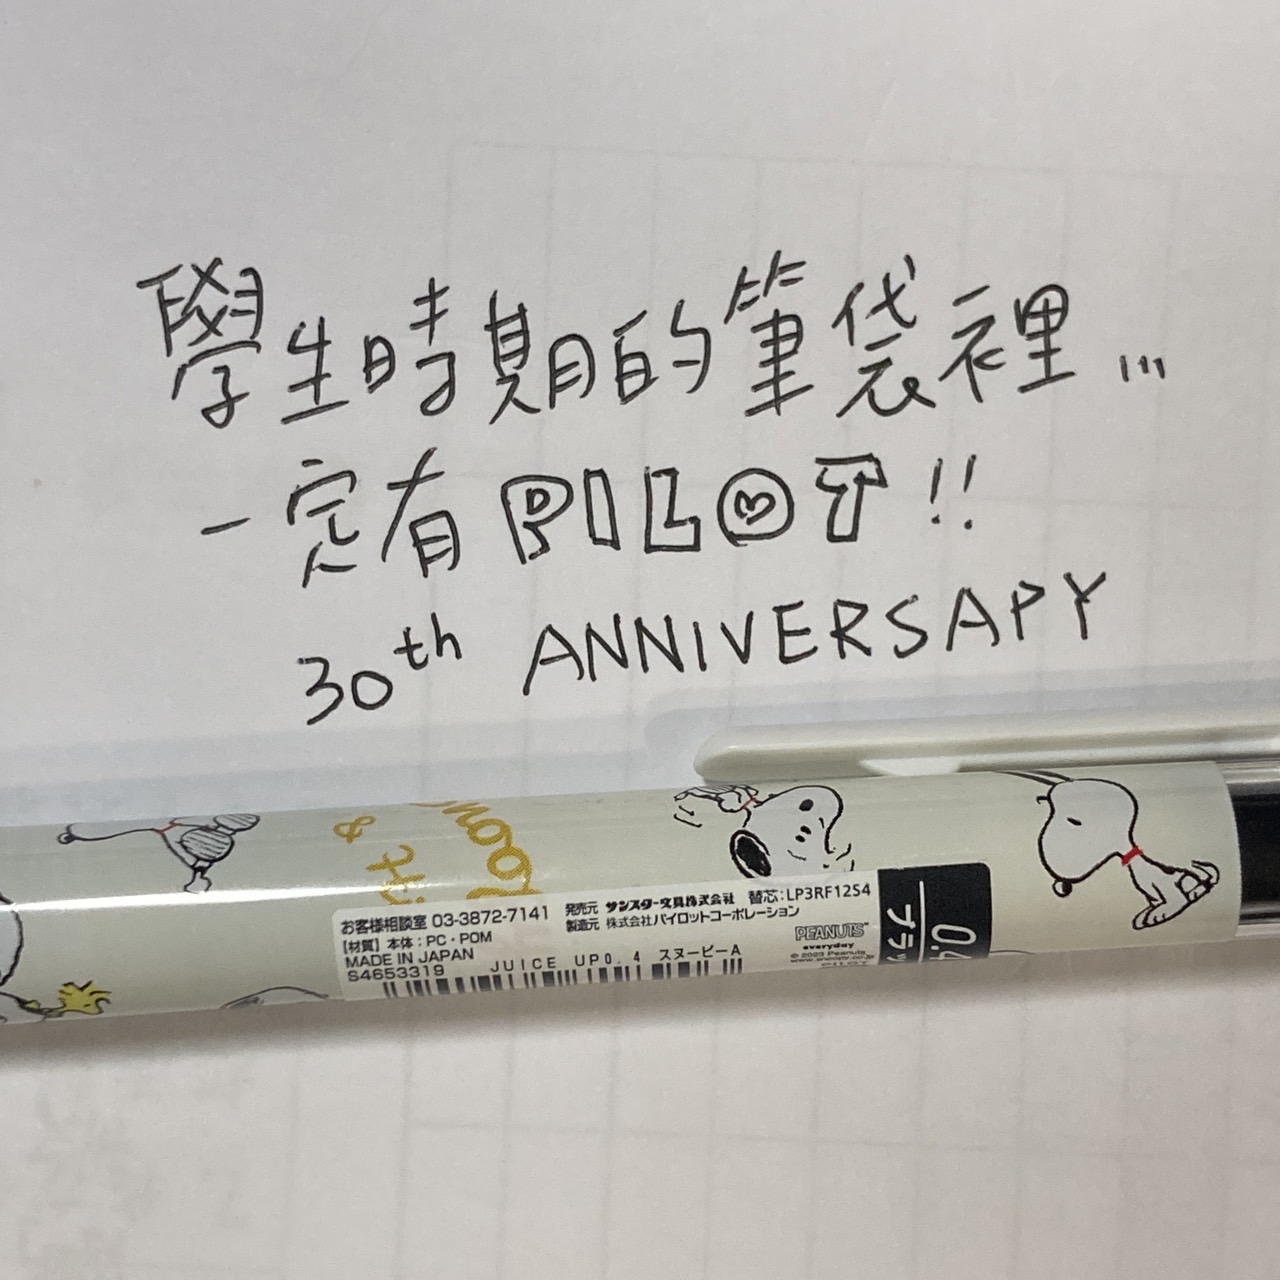 學生時期的筆袋裡...
一定有PILOT!!
30th ANNIVERSAPY
&
お客様相談室 03-3872-7141
発売元 サンスター文具株式会社 替芯:LP3RF12S4
製造元 株式会社パイロットコーポレーション
【材質】本体:PC・POM
MADE IN JAPAN
S4653319
JUICE UP0.4 スヌーピーA
PEANUTS
everyday
© 2023 Peanuts
www.snoopy.co.jp